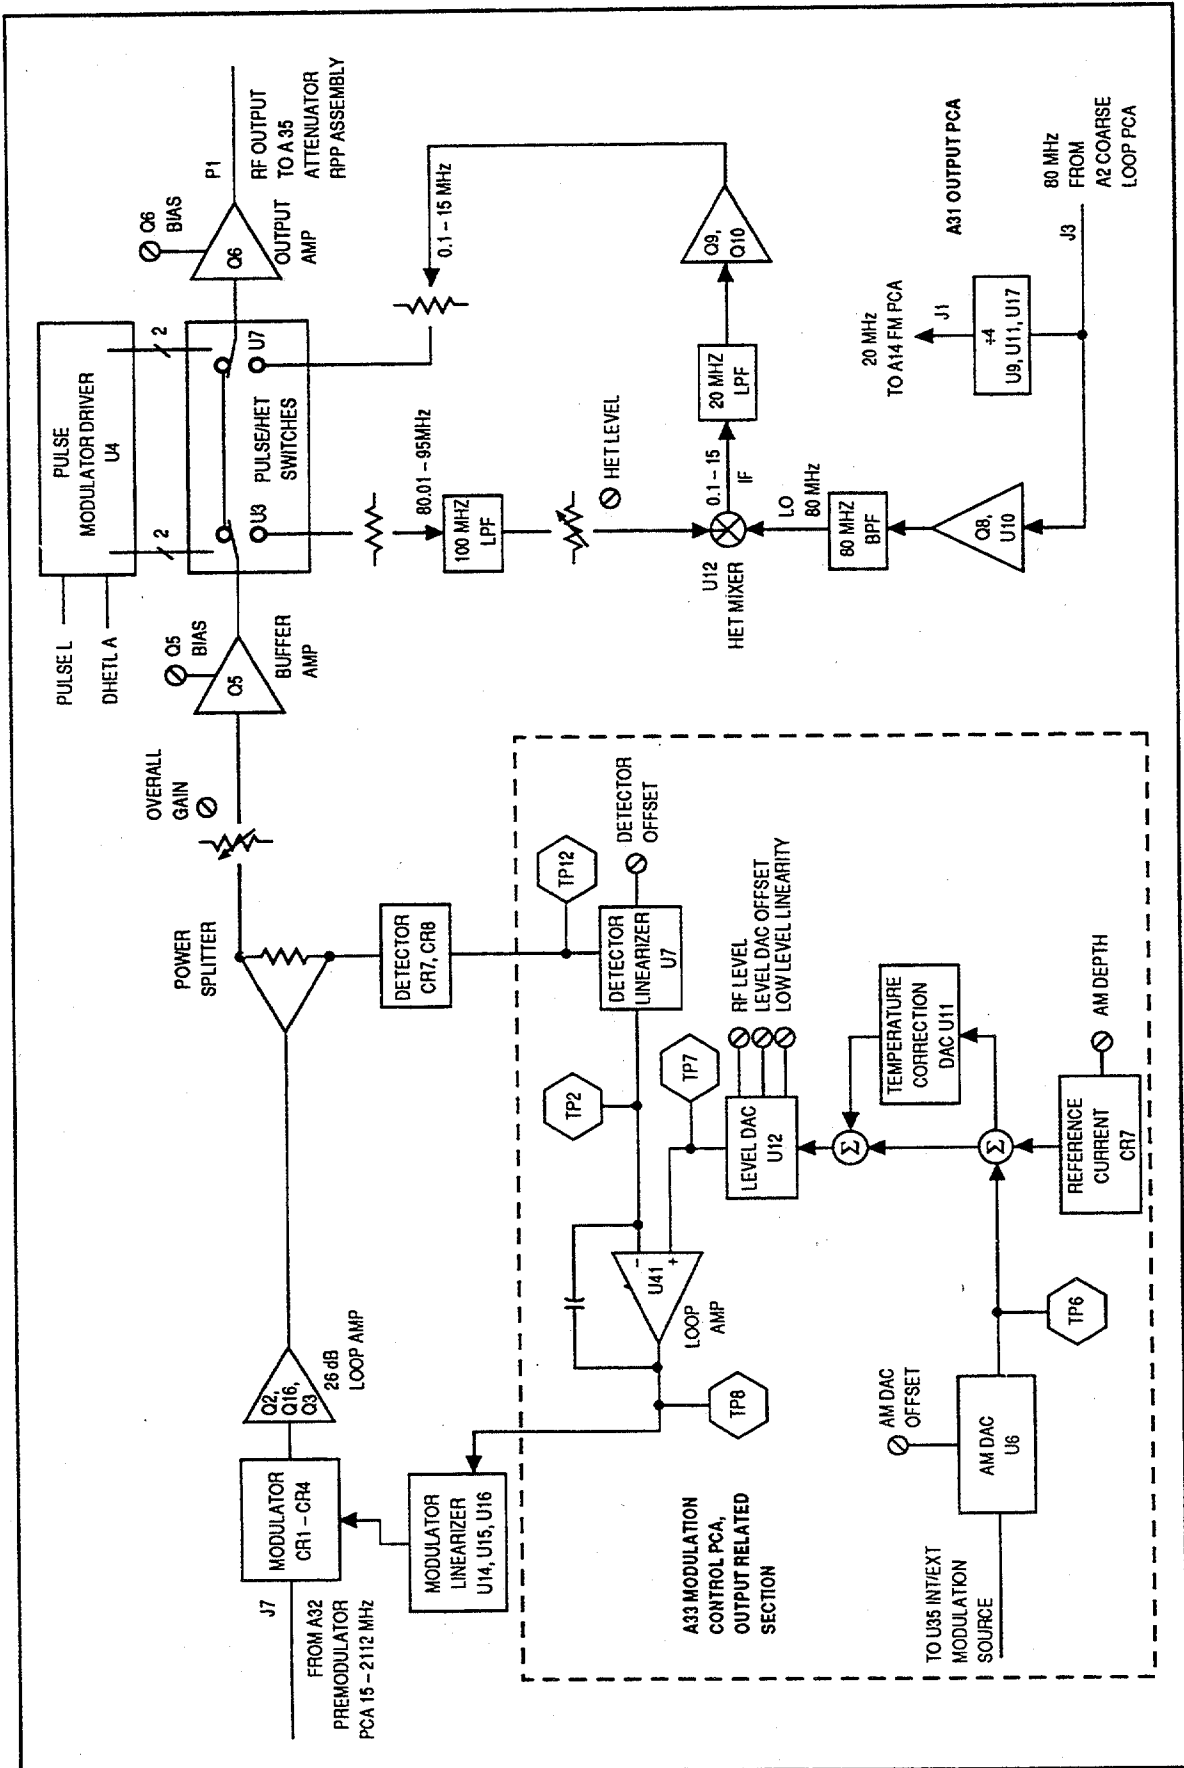 PULSE L
DHETL A
PULSE
MODULATOR DRIVER
U4
2
2
OVERALL
GAIN
Q5
BIAS
Q5
BUFFER
AMP
U3
PULSE/HET
SWITCHES
U7
Q6
BIAS
Q6
OUTPUT
AMP
P1
RF OUTPUT
TO A35
ATTENUATOR
RPP ASSEMBLY
J7
FROM A32
PREMODULATOR
PCA 15 – 2112 MHz
MODULATOR
CR1 – CR4
Q2,
Q16,
Q3
26 dB
LOOP AMP
POWER
SPLITTER
DETECTOR
CR7, CR8
MODULATOR
LINEARIZER
U14, U15, U16
80.01 – 95MHz
100 MHZ
LPF
HET LEVEL
0.1 – 15 MHz
U12
HET MIXER
0.1 – 15
IF
LO
80 MHz
20 MHZ
LPF
Q9,
Q10
80 MHZ
BPF
Q8,
U10
20 MHz
TO A14 FM PCA
J1
÷4
U9, U11, U17
A31 OUTPUT PCA
80 MHz
FROM
A2 COARSE
LOOP PCA
J3
TP12
DETECTOR
LINEARIZER
U7
DETECTOR
OFFSET
TP2
TP7
U41
–
+
LOOP
AMP
TP8
LEVEL DAC
U12
RF LEVEL
LEVEL DAC OFFSET
LOW LEVEL LINEARITY
Σ
TEMPERATURE
CORRECTION
DAC U11
Σ
REFERENCE
CURRENT
CR7
AM DEPTH
TP6
AM DAC
OFFSET
AM DAC
U6
A33 MODULATION
CONTROL PCA,
OUTPUT RELATED
SECTION
TO U35 INT/EXT
MODULATION
SOURCE